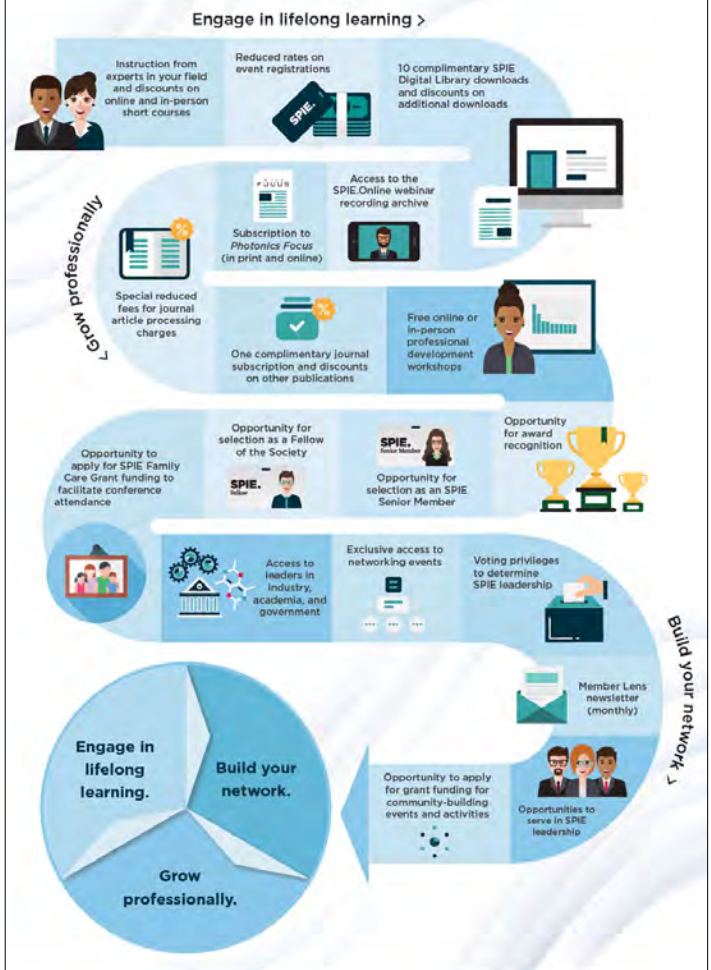 Engage in lifelong learning >
Instruction from
experts in your field
and discounts on
online and in-person
short courses
Reduced rates on
event registrations
SPIE.
10 complimentary SPIE
Digital Library downloads
and discounts on
additional downloads
< Grow professionally
Special reduced
fees for journal
article processing
charges
Subscription to
Photonics Focus
(in print and online)
Access to the
SPIE.Online webinar
recording archive
One complimentary journal
subscription and discounts
on other publications
Free online or
in-person
professional
development
workshops
Opportunity to
apply for SPIE Family
Care Grant funding to
facilitate conference
attendance
Opportunity for
selection as a Fellow
of the Society
SPIE.
Fellow
SPIE.
Senior Member
Opportunity for
selection as an SPIE
Senior Member
Opportunity
for award
recognition
Access to
leaders in
industry,
academia, and
government
Exclusive access to
networking events
Voting privileges
to determine
SPIE leadership
Build your network >
Member Lens
newsletter
(monthly)
Opportunities to
serve in SPIE
leadership
Opportunity to apply
for grant funding for
community-building
events and activities
Engage in
lifelong
learning.
Build your
network.
Grow
professionally.